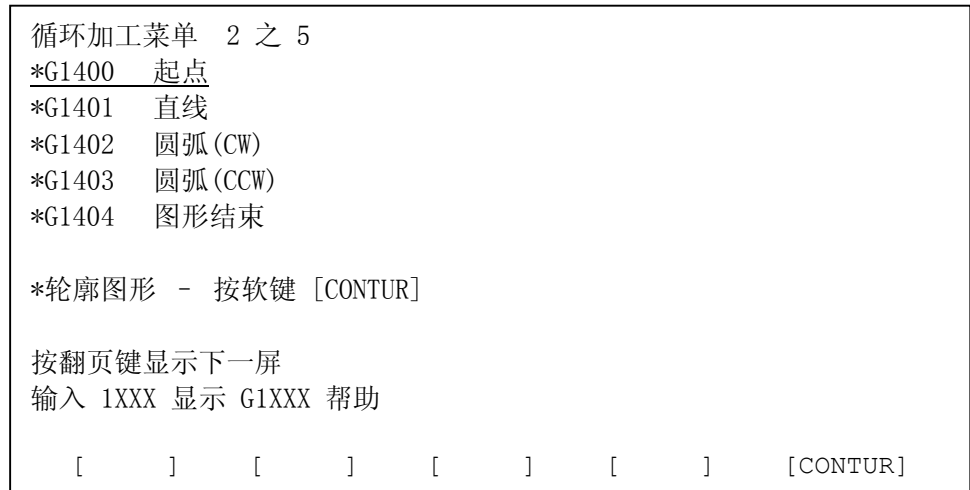 循环加工菜单 2 之 5
*G1400 起点
*G1401 直线
*G1402 圆弧(CW)
*G1403 圆弧(CCW)
*G1404 图形结束
*轮廓图形 – 按软键 [CONTUR]
按翻页键显示下一屏
输入 1XXX 显示 G1XXX 帮助
[ ] [ ] [ ] [ ] [CONTUR]